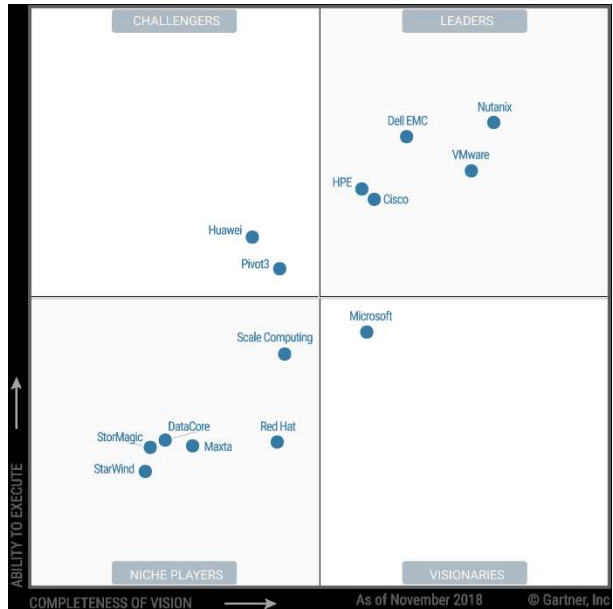 CHALLENGERS
LEADERS
Nutanix
Dell EMC
VMware
HPE
Cisco
Huawei
Pivot3
Microsoft
Scale Computing
DataCore
Red Hat
StorMagic
Maxta
StarWind
ABILITY TO EXECUTE
NICHE PLAYERS
VISIONARIES
COMPLETENESS OF VISION
As of November 2018
© Gartner, Inc